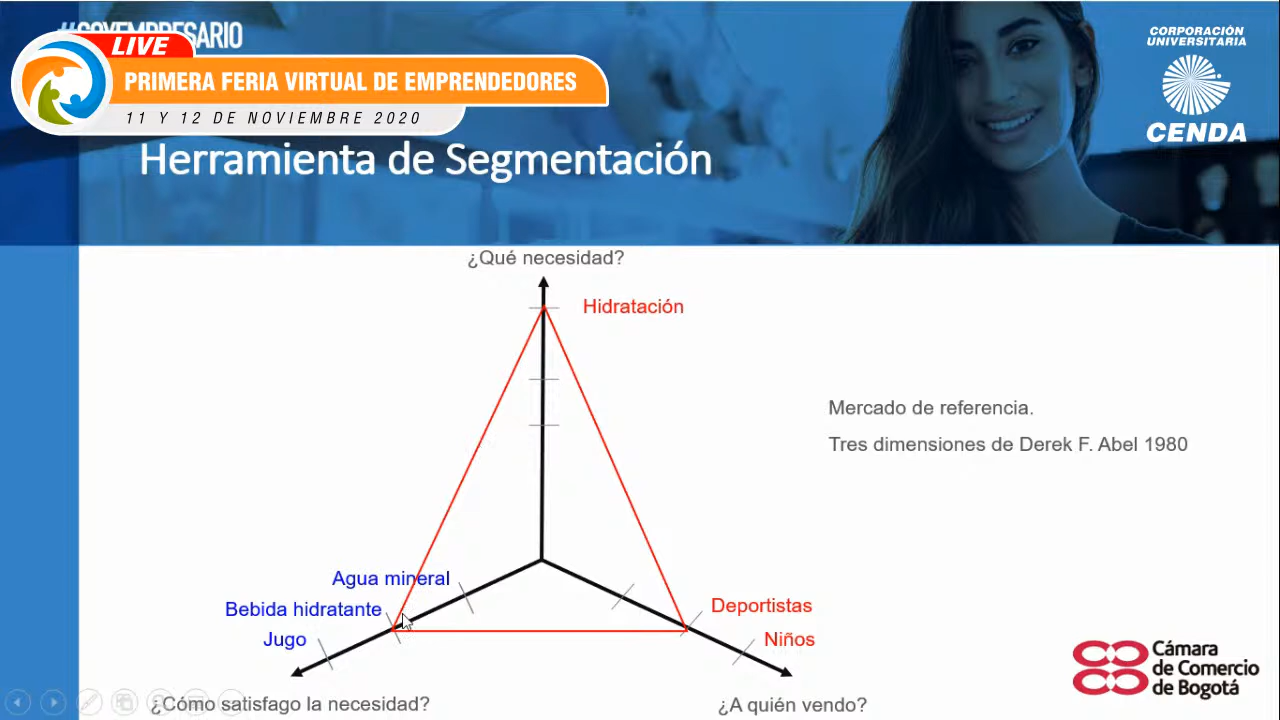 #SOYEMPRESARIO
LIVE
PRIMERA FERIA VIRTUAL DE EMPRENDEDORES
11 Y 12 DE NOVIEMBRE 2020
CORPORACIÓN
UNIVERSITARIA
CENDA
Herramienta de Segmentación
¿Qué necesidad?
Hidratación
Mercado de referencia.
Tres dimensiones de Derek F. Abel 1980
Agua mineral
Bebida hidratante
Jugo
Deportistas
Niños
¿Cómo satisfago la necesidad?
¿A quién vendo?
Cámara
de Comercio
de Bogotá